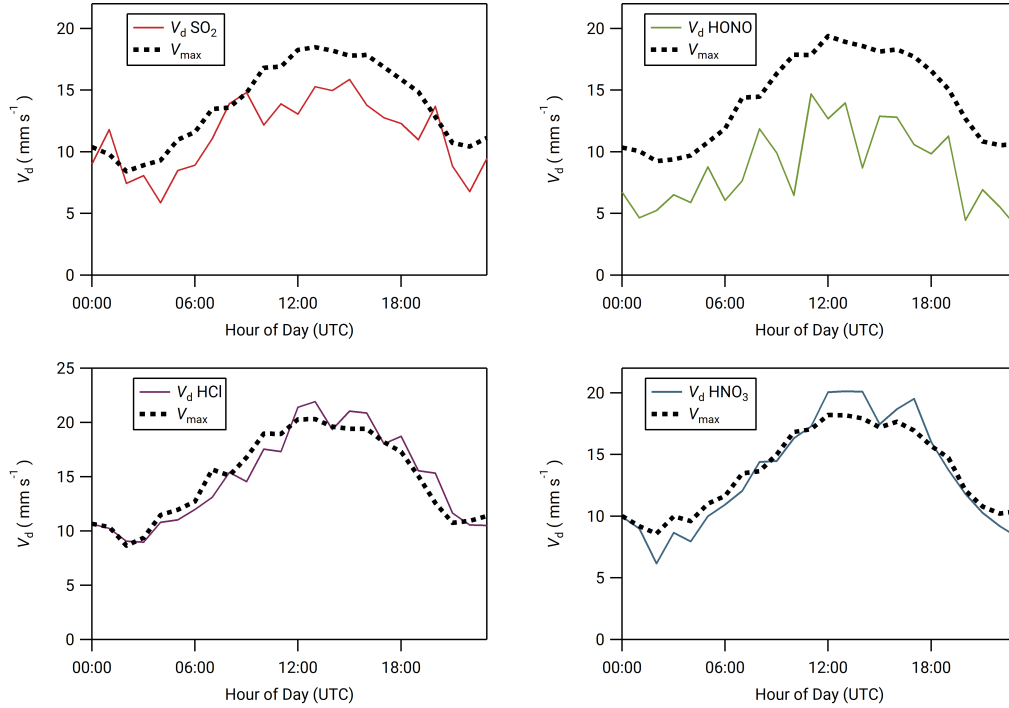 V_d SO₂
V_max
20
15
10
5
0
V_d ( mm s⁻¹ )
00:00 06:00 12:00 18:00
Hour of Day (UTC)
V_d HONO
V_max
20
15
10
5
0
V_d ( mm s⁻¹ )
00:00 06:00 12:00 18:00
Hour of Day (UTC)
V_d HCl
V_max
25
20
15
10
5
0
V_d ( mm s⁻¹ )
00:00 06:00 12:00 18:00
Hour of Day (UTC)
V_d HNO₃
V_max
20
15
10
5
0
V_d ( mm s⁻¹ )
00:00 06:00 12:00 18:00
Hour of Day (UTC)